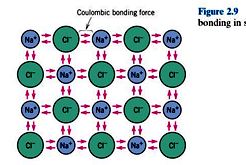 Coulombic bonding force
Figure 2.9
bonding in s
Na⁺ Cl⁻ Na⁺ Cl⁻ Na⁺
Cl⁻ Na⁺ Cl⁻ Na⁺ Cl⁻
Na⁺ Cl⁻ Na⁺ Cl⁻ Na⁺
Cl⁻ Na⁺ Cl⁻ Na⁺ Cl⁻